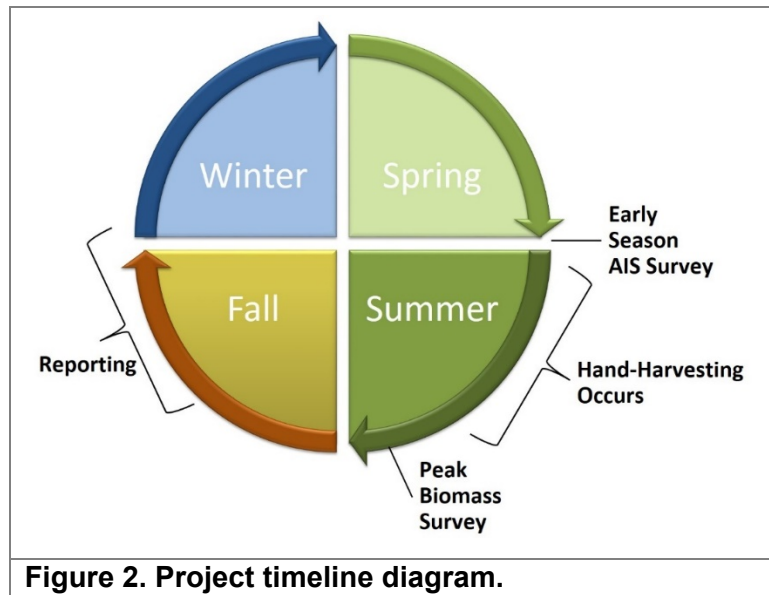 Winter
Spring
Early
Season
AIS Survey
Fall
Summer
Reporting
Hand-Harvesting
Occurs
Peak
Biomass
Survey
Figure 2. Project timeline diagram.